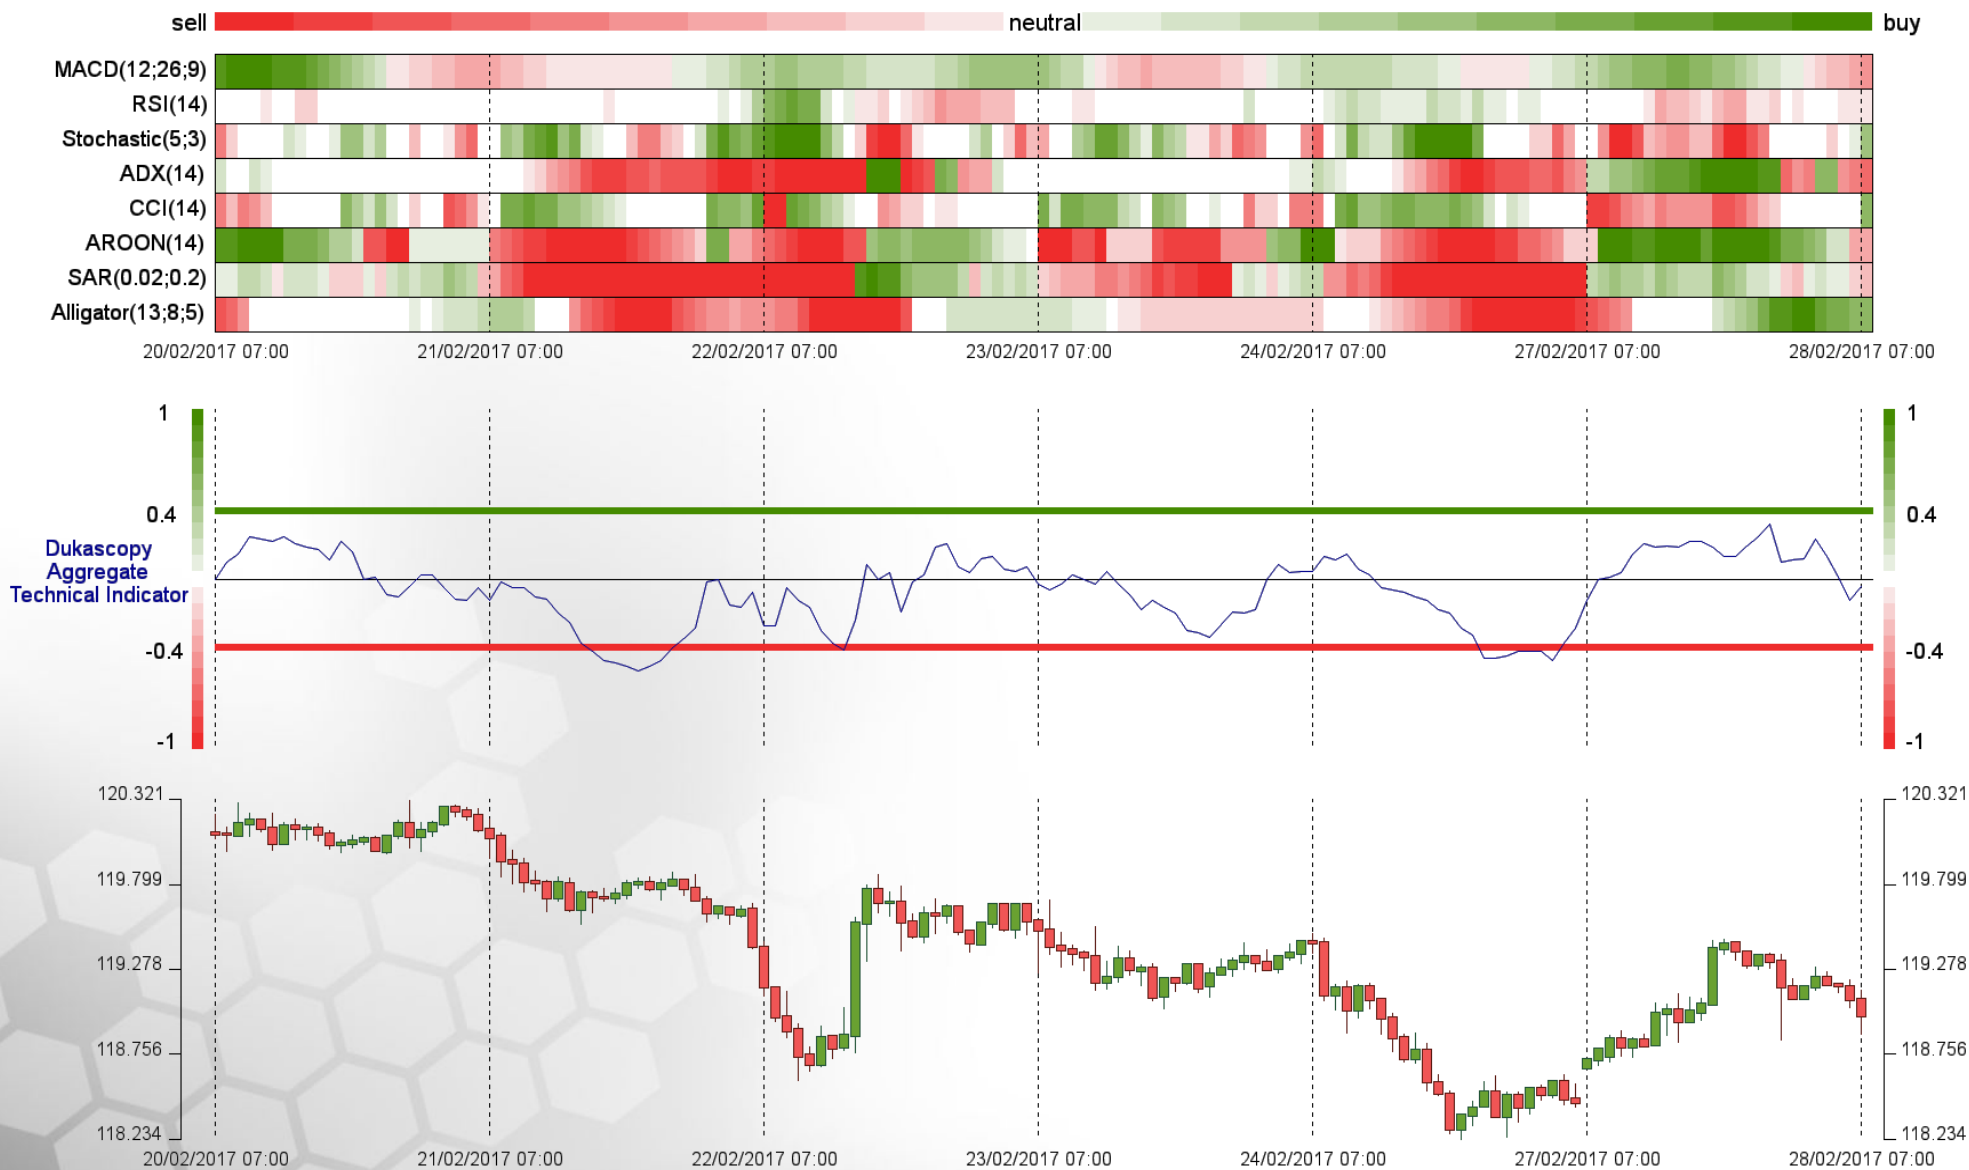 sell neutral buy
MACD(12;26;9)
RSI(14)
Stochastic(5;3)
ADX(14)
CCI(14)
AROON(14)
SAR(0.02;0.2)
Alligator(13;8;5)
20/02/2017 07:00 21/02/2017 07:00 22/02/2017 07:00 23/02/2017 07:00 24/02/2017 07:00 27/02/2017 07:00 28/02/2017 07:00
1 1
0.4 0.4
Dukascopy
Aggregate
Technical Indicator
-0.4 -0.4
-1 -1
120.321 120.321
119.799 119.799
119.278 119.278
118.756 118.756
118.234 118.234
20/02/2017 07:00 21/02/2017 07:00 22/02/2017 07:00 23/02/2017 07:00 24/02/2017 07:00 27/02/2017 07:00 28/02/2017 07:00